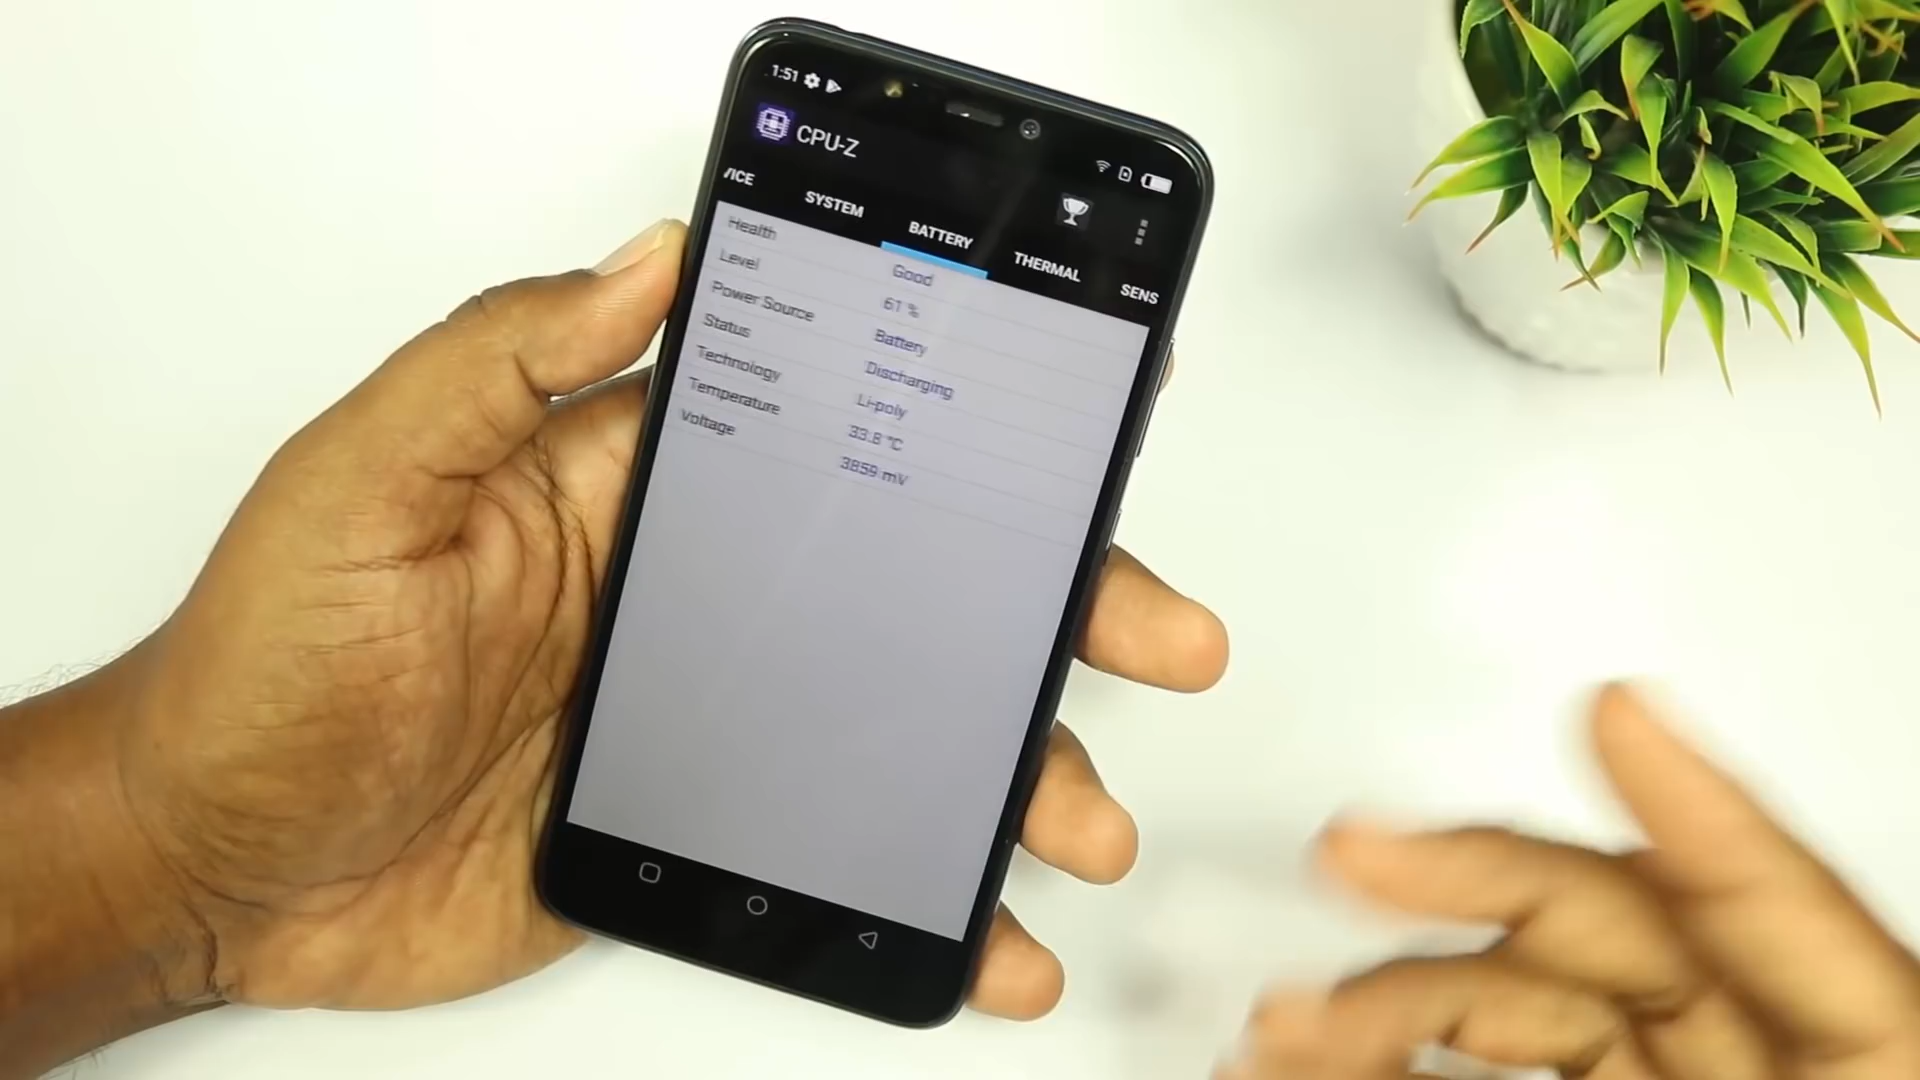 1:51
CPU-Z
VICE SYSTEM BATTERY THERMAL SENS
Health Good
Level 61 %
Power Source Battery
Status Discharging
Technology Li-poly
Temperature 33.8 °C
Voltage 3859 mV